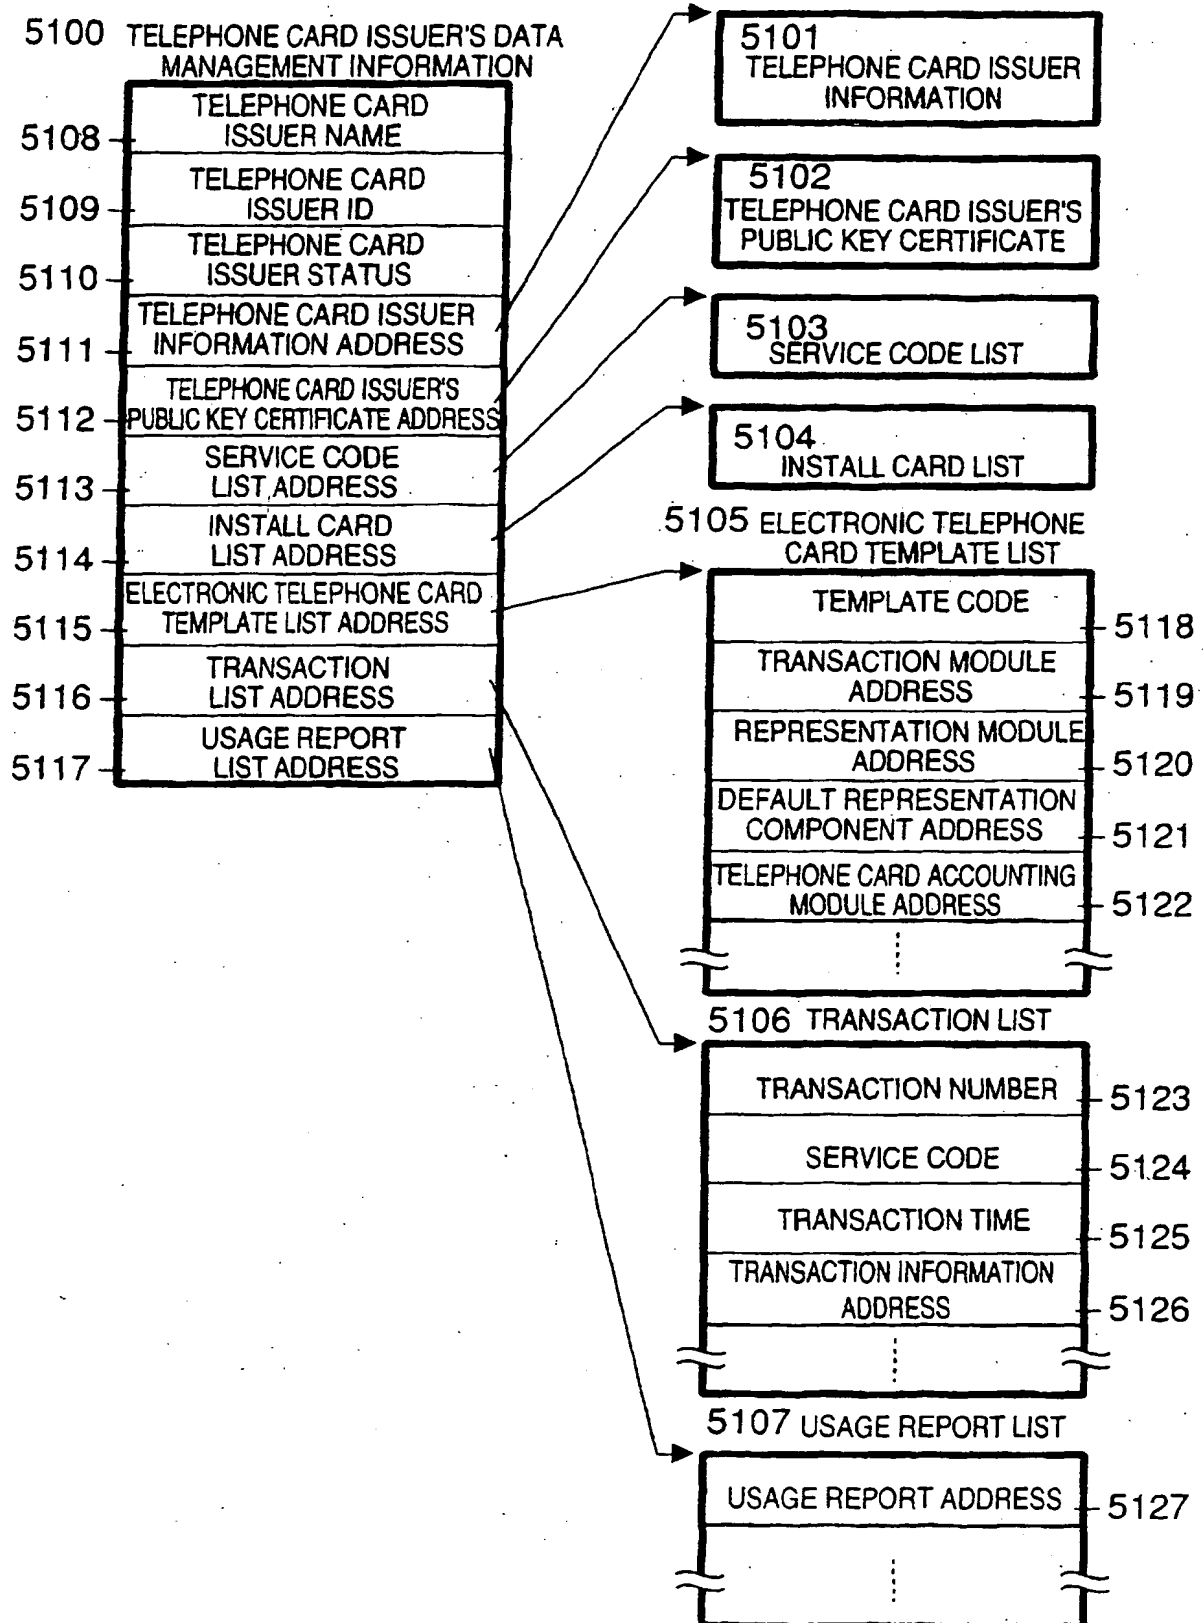 5100 TELEPHONE CARD ISSUER'S DATA
MANAGEMENT INFORMATION
TELEPHONE CARD
ISSUER NAME
5108
TELEPHONE CARD
ISSUER ID
5109
TELEPHONE CARD
ISSUER STATUS
5110
TELEPHONE CARD ISSUER
INFORMATION ADDRESS
5111
TELEPHONE CARD ISSUER'S
PUBLIC KEY CERTIFICATE ADDRESS
5112
SERVICE CODE
LIST ADDRESS
5113
INSTALL CARD
LIST ADDRESS
5114
ELECTRONIC TELEPHONE CARD
TEMPLATE LIST ADDRESS
5115
TRANSACTION
LIST ADDRESS
5116
USAGE REPORT
LIST ADDRESS
5117
5101
TELEPHONE CARD ISSUER
INFORMATION
5102
TELEPHONE CARD ISSUER'S
PUBLIC KEY CERTIFICATE
5103
SERVICE CODE LIST
5104
INSTALL CARD LIST
5105 ELECTRONIC TELEPHONE
CARD TEMPLATE LIST
TEMPLATE CODE
5118
TRANSACTION MODULE
ADDRESS
5119
REPRESENTATION MODULE
ADDRESS
5120
DEFAULT REPRESENTATION
COMPONENT ADDRESS
5121
TELEPHONE CARD ACCOUNTING
MODULE ADDRESS
5122
5106 TRANSACTION LIST
TRANSACTION NUMBER
5123
SERVICE CODE
5124
TRANSACTION TIME
5125
TRANSACTION INFORMATION
ADDRESS
5126
5107 USAGE REPORT LIST
USAGE REPORT ADDRESS
5127